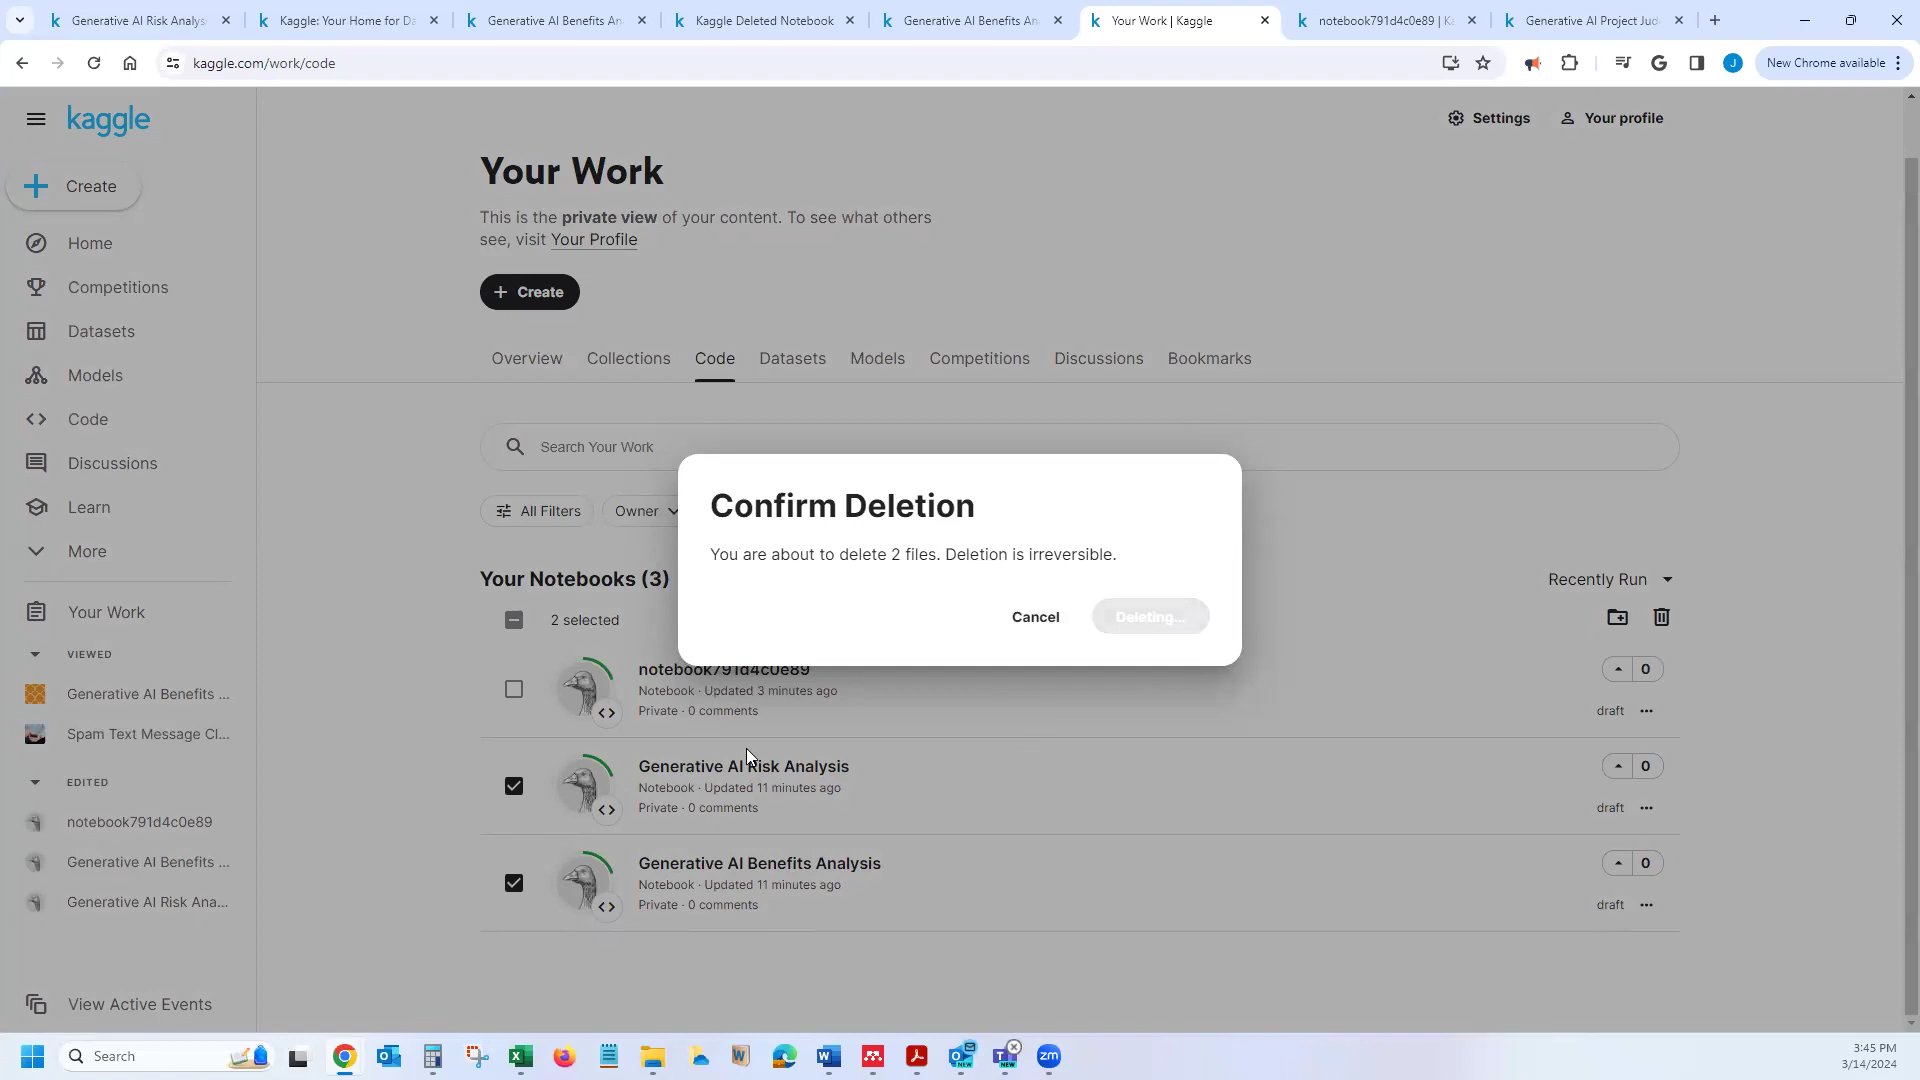 Generative AI Risk Analys
Kaggle: Your Home for Da
Generative AI Benefits An
Kaggle Deleted Notebook
Generative AI Benefits An
Your Work | Kaggle
notebook791d4c0e89 | Ka
Generative AI Project Jud
kaggle.com/work/code
J
New Chrome available
kaggle
Settings
Your profile
Create
Home
Competitions
Datasets
Models
Code
Discussions
Learn
More
Your Work
VIEWED
Generative AI Benefits ...
Spam Text Message Cl...
EDITED
notebook791d4c0e89
Generative AI Benefits ...
Generative AI Risk Ana...
View Active Events
Your Work
This is the private view of your content. To see what others
see, visit Your Profile
Create
Overview Collections Code Datasets Models Competitions Discussions Bookmarks
Search Your Work
All Filters
Owner
Confirm Deletion
You are about to delete 2 files. Deletion is irreversible.
Cancel
Deleting...
Your Notebooks (3)
Recently Run
2 selected
notebook791d4c0e89
Notebook · Updated 3 minutes ago
Private · 0 comments
0
draft
Generative AI Risk Analysis
Notebook · Updated 11 minutes ago
Private · 0 comments
0
draft
Generative AI Benefits Analysis
Notebook · Updated 11 minutes ago
Private · 0 comments
0
draft
Search
zm
3:45 PM
3/14/2024